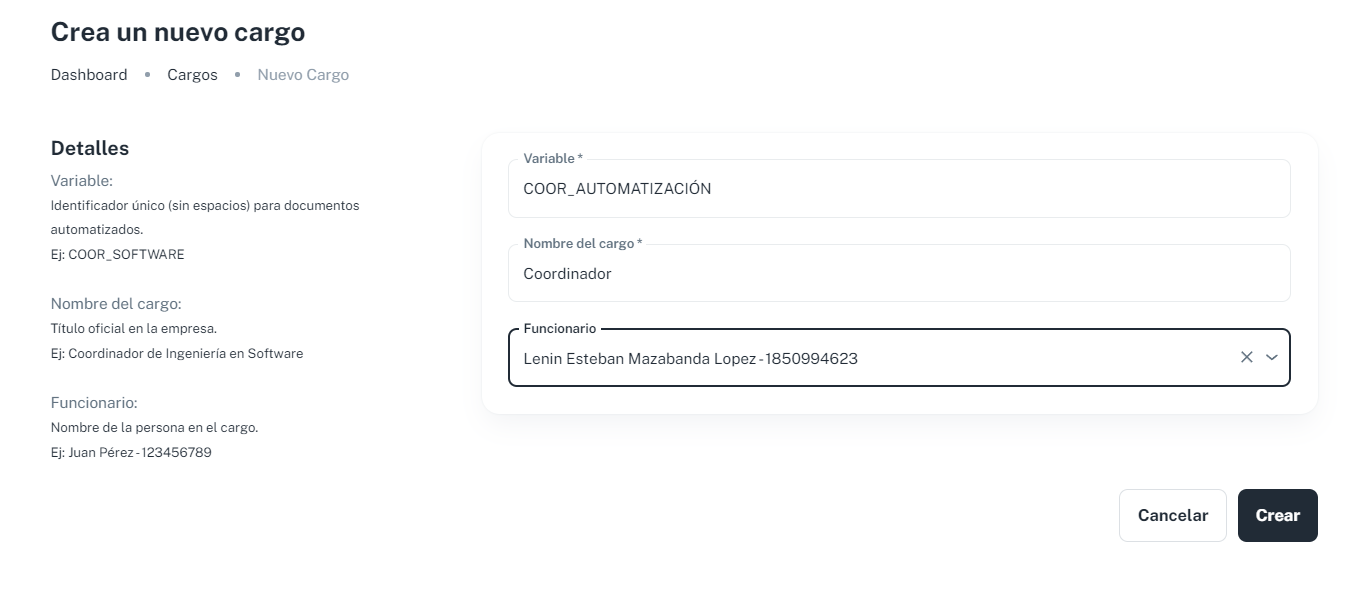 Crea un nuevo cargo
Dashboard • Cargos • Nuevo Cargo
Detalles
Variable:
Identificador único (sin espacios) para documentos
automatizados.
Ej: COOR_SOFTWARE
Nombre del cargo:
Título oficial en la empresa.
Ej: Coordinador de Ingeniería en Software
Funcionario:
Nombre de la persona en el cargo.
Ej: Juan Pérez - 123456789
Variable *
COOR_AUTOMATIZACIÓN
Nombre del cargo *
Coordinador
Funcionario
Lenin Esteban Mazabanda Lopez - 1850994623
Cancelar
Crear